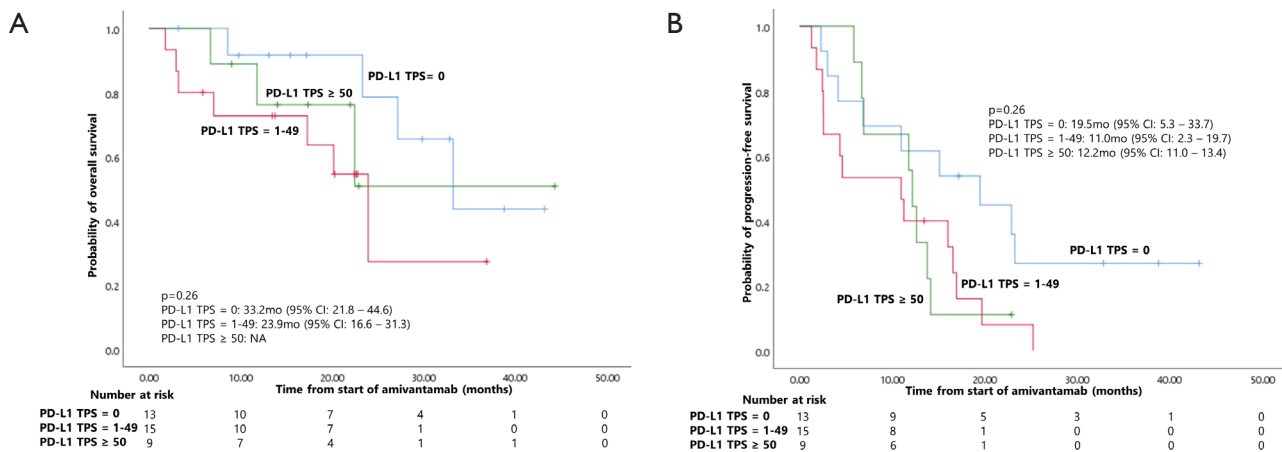 A
Probability of overall survival
1.0
0.8
0.6
0.4
0.2
0.0
PD-L1 TPS= 0
PD-L1 TPS ≥ 50
PD-L1 TPS = 1-49
p=0.26
PD-L1 TPS = 0: 33.2mo (95% CI: 21.8 – 44.6)
PD-L1 TPS = 1-49: 23.9mo (95% CI: 16.6 – 31.3)
PD-L1 TPS ≥ 50: NA
0.00 10.00 20.00 30.00 40.00 50.00
Time from start of amivantamab (months)
Number at risk
PD-L1 TPS = 0 13 10 7 4 1 0
PD-L1 TPS = 1-49 15 10 7 1 0 0
PD-L1 TPS ≥ 50 9 7 4 1 1 0
B
Probability of progression-free survival
1.0
0.8
0.6
0.4
0.2
0.0
p=0.26
PD-L1 TPS = 0: 19.5mo (95% CI: 5.3 – 33.7)
PD-L1 TPS = 1-49: 11.0mo (95% CI: 2.3 – 19.7)
PD-L1 TPS ≥ 50: 12.2mo (95% CI: 11.0 – 13.4)
PD-L1 TPS = 0
PD-L1 TPS = 1-49
PD-L1 TPS ≥ 50
0.00 10.00 20.00 30.00 40.00 50.00
Time from start of amivantamab (months)
Number at risk
PD-L1 TPS = 0 13 9 5 3 1 0
PD-L1 TPS = 1-49 15 8 1 0 0 0
PD-L1 TPS ≥ 50 9 6 1 0 0 0